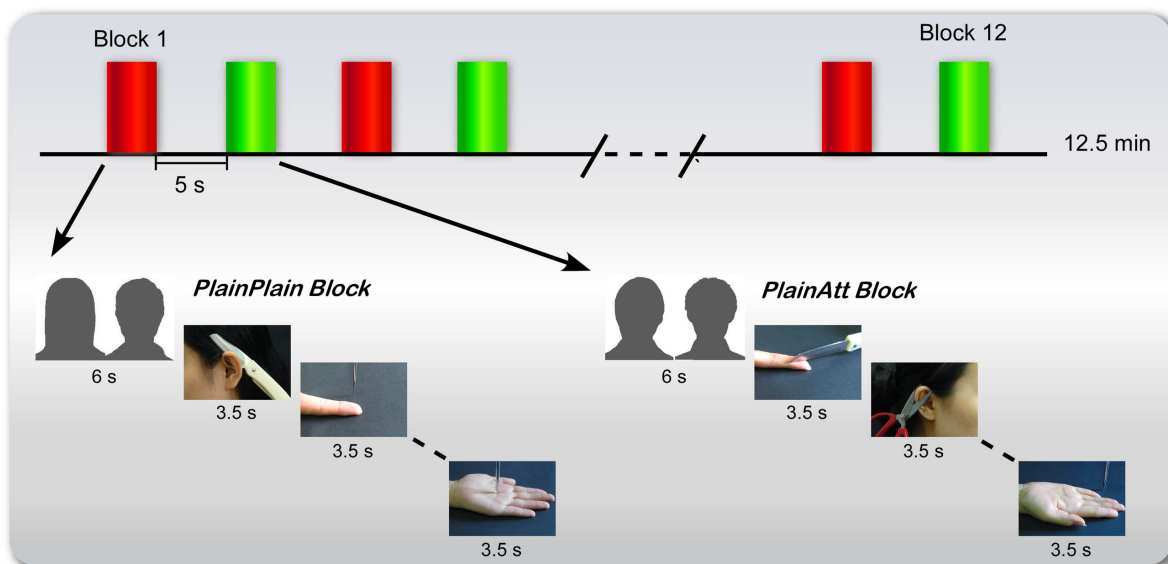 Block 1
Block 12
12.5 min
5 s
PlainPlain Block
PlainAtt Block
6 s
3.5 s
3.5 s
3.5 s
6 s
3.5 s
3.5 s
3.5 s